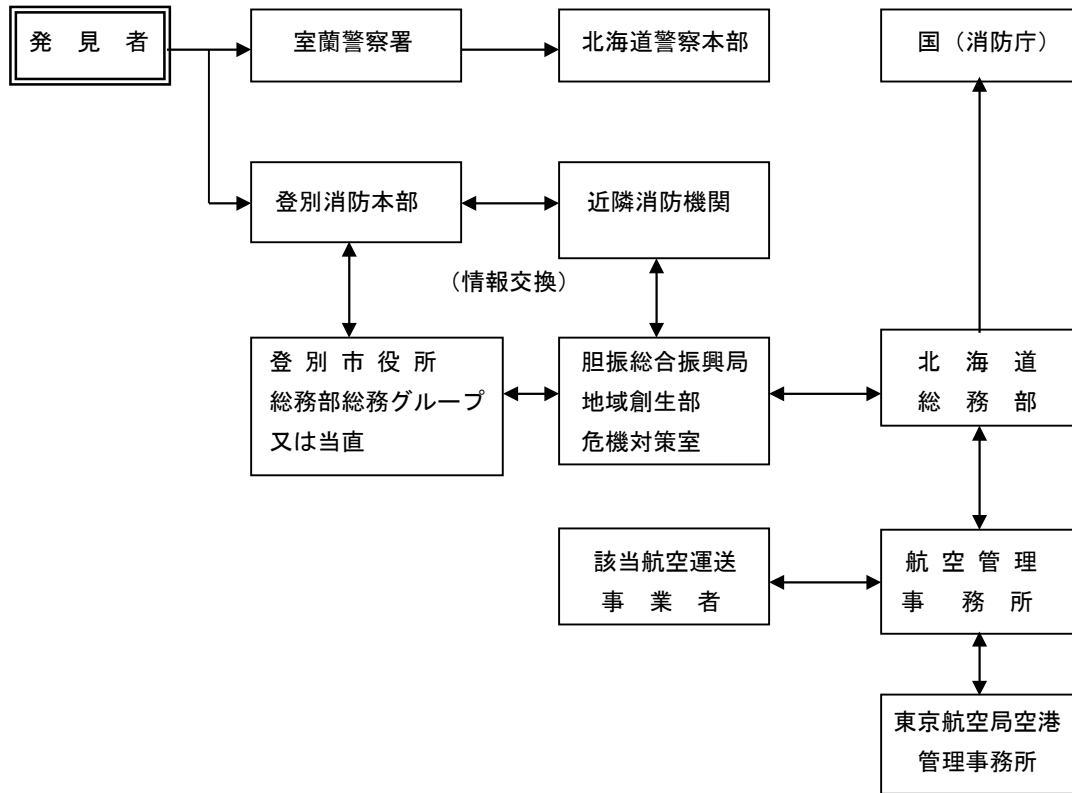 発 見 者
室蘭警察署
北海道警察本部
国（消防庁）
登別消防本部
近隣消防機関
（情報交換）
登 別 市 役 所
総務部総務グループ
又は当直
胆振総合振興局
地域創生部
危機対策室
北 海 道
総 務 部
該当航空運送
事 業 者
航 空 管 理
事 務 所
東京航空局空港
管理事務所